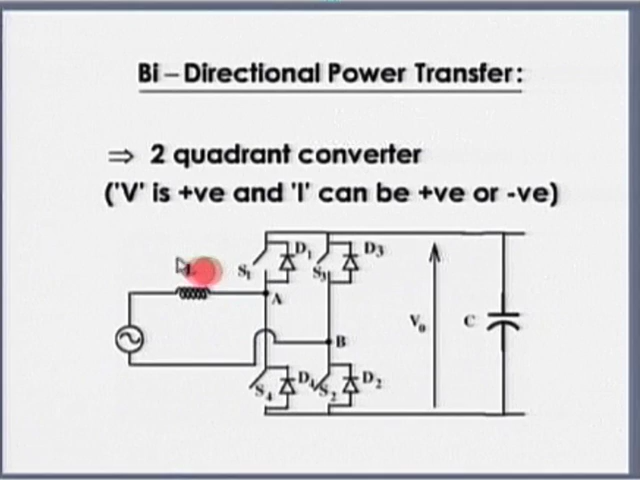 Bi – Directional Power Transfer:
⇒ 2 quadrant converter
('V' is +ve and 'I' can be +ve or -ve)
S₁ D₁ S₃ D₃
A
B
V₀ C
S₄ D₄ S₂ D₂